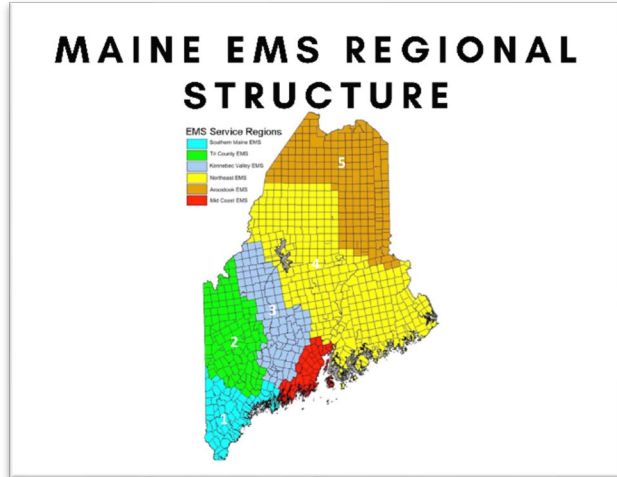 MAINE EMS REGIONAL
STRUCTURE
EMS Service Regions
Southern Maine EMS
Tri County EMS
Kennebec Valley EMS
Northeast EMS
Aroostook EMS
Mid Coast EMS
5
4
3
2
1